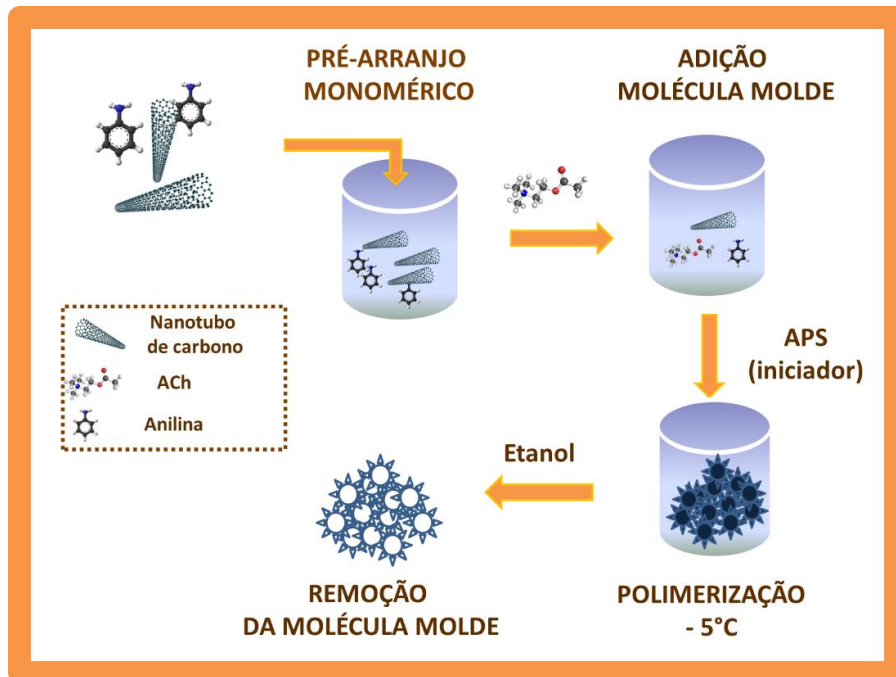 PRÉ-ARRANJO
MONOMÉRICO
ADIÇÃO
MOLÉCULA MOLDE
Nanotubo
de carbono
ACh
Anilina
APS
(iniciador)
Etanol
REMOÇÃO
DA MOLÉCULA MOLDE
POLIMERIZAÇÃO
- 5°C